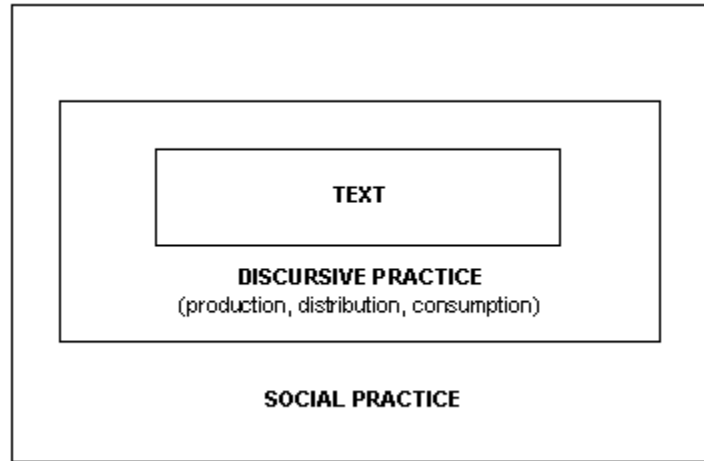 TEXT
DISCURSIVE PRACTICE
(production, distribution, consumption)
SOCIAL PRACTICE